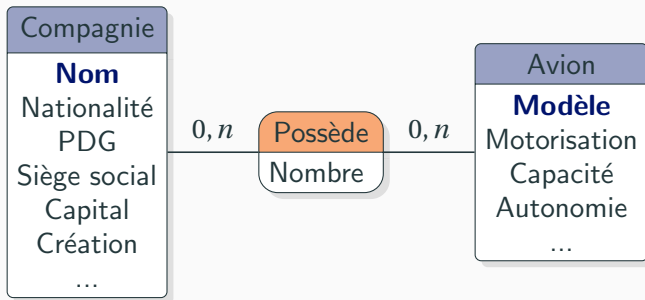 Compagnie
Nom
Nationalité
PDG
Siège social
Capital
Création
...
0, n
Possède
Nombre
0, n
Avion
Modèle
Motorisation
Capacité
Autonomie
...